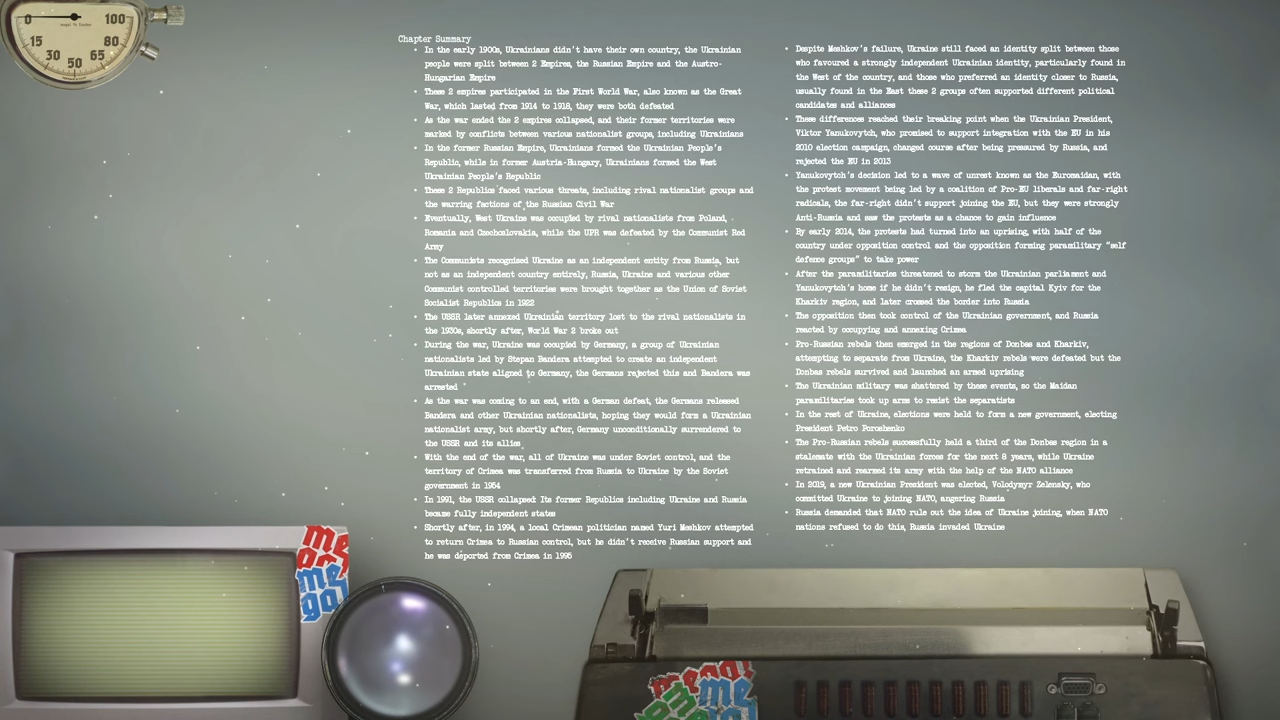 0 100
15 80
30 65
50
Chapter Summary
• In the early 1900s, Ukrainians didn't have their own country, the Ukrainian
people were split between 2 Empires, the Russian Empire and the Austro-
Hungarian Empire
• These 2 empires participated in the First World War, also known as the Great
War, which lasted from 1914 to 1918, they were both defeated
• As the war ended the 2 empires collapsed, and their former territories were
marked by conflicts between various nationalist groups, including Ukrainians
• In the former Russian Empire, Ukrainians formed the Ukrainian People's
Republic, while in former Austria-Hungary, Ukrainians formed the West
Ukrainian People's Republic
• These 2 Republics faced various threats, including rival nationalist groups and
the warring factions of the Russian Civil War
• Eventually, West Ukraine was occupied by rival nationalists from Poland,
Romania and Czechoslovakia, while the UPR was defeated by the Communist Red
Army
• The Communists recognised Ukraine as an independent entity from Russia, but
not as an independent country entirely, Russia, Ukraine and various other
Communist controlled territories were brought together as the Union of Soviet
Socialist Republics in 1922
• The USSR later annexed Ukrainian territory lost to the rival nationalists in
the 1930s, shortly after, World War 2 broke out
• During the war, Ukraine was occupied by Germany, a group of Ukrainian
nationalists led by Stepan Bandera attempted to create an independent
Ukrainian state aligned to Germany, the Germans rejected this and Bandera was
arrested
• As the war was coming to an end, with a German defeat, the Germans released
Bandera and other Ukrainian nationalists, hoping they would form a Ukrainian
nationalist army, but shortly after, Germany unconditionally surrendered to
the USSR and its allies
• With the end of the war, all of Ukraine was under Soviet control, and the
territory of Crimea was transferred from Russia to Ukraine by the Soviet
government in 1954
• In 1991, the USSR collapsed: Its former Republics including Ukraine and Russia
became fully independent states
• Shortly after, in 1994, a local Crimean politician named Yuri Meshkov attempted
to return Crimea to Russian control, but he didn't receive Russian support and
he was deported from Crimea in 1995
• Despite Meshkov's failure, Ukraine still faced an identity split between those
who favoured a strongly independent Ukrainian identity, particularly found in
the West of the country, and those who preferred an identity closer to Russia,
usually found in the East these 2 groups often supported different political
candidates and alliances
• These differences reached their breaking point when the Ukrainian President,
Viktor Yanukovytch, who promised to support integration with the EU in his
2010 election campaign, changed course after being pressured by Russia, and
rejected the EU in 2013
• Yanukovytch's decision led to a wave of unrest known as the Euromaidan, with
the protest movement being led by a coalition of Pro-EU liberals and far-right
radicals, the far-right didn't support joining the EU, but they were strongly
Anti-Russia and saw the protests as a chance to gain influence
• By early 2014, the protests had turned into an uprising, with half of the
country under opposition control and the opposition forming paramilitary "self
defence groups" to take power
• After the paramilitaries threatened to storm the Ukrainian parliament and
Yanukovytch's home if he didn't resign, he fled the capital Kyiv for the
Kharkiv region, and later crossed the border into Russia
• The opposition then took control of the Ukrainian government, and Russia
reacted by occupying and annexing Crimea
• Pro-Russian rebels then emerged in the regions of Donbas and Kharkiv,
attempting to separate from Ukraine, the Kharkiv rebels were defeated but the
Donbas rebels survived and launched an armed uprising
• The Ukrainian military was shattered by these events, so the Maidan
paramilitaries took up arms to resist the separatists
• In the rest of Ukraine, elections were held to form a new government, electing
President Petro Poroshenko
• The Pro-Russian rebels successfully held a third of the Donbas region in a
stalemate with the Ukrainian forces for the next 8 years, while Ukraine
retrained and rearmed its army with the help of the NATO alliance
• In 2019, a new Ukrainian President was elected, Volodymyr Zelensky, who
committed Ukraine to joining NATO, angering Russia
• Russia demanded that NATO rule out the idea of Ukraine joining, when NATO
nations refused to do this, Russia invaded Ukraine